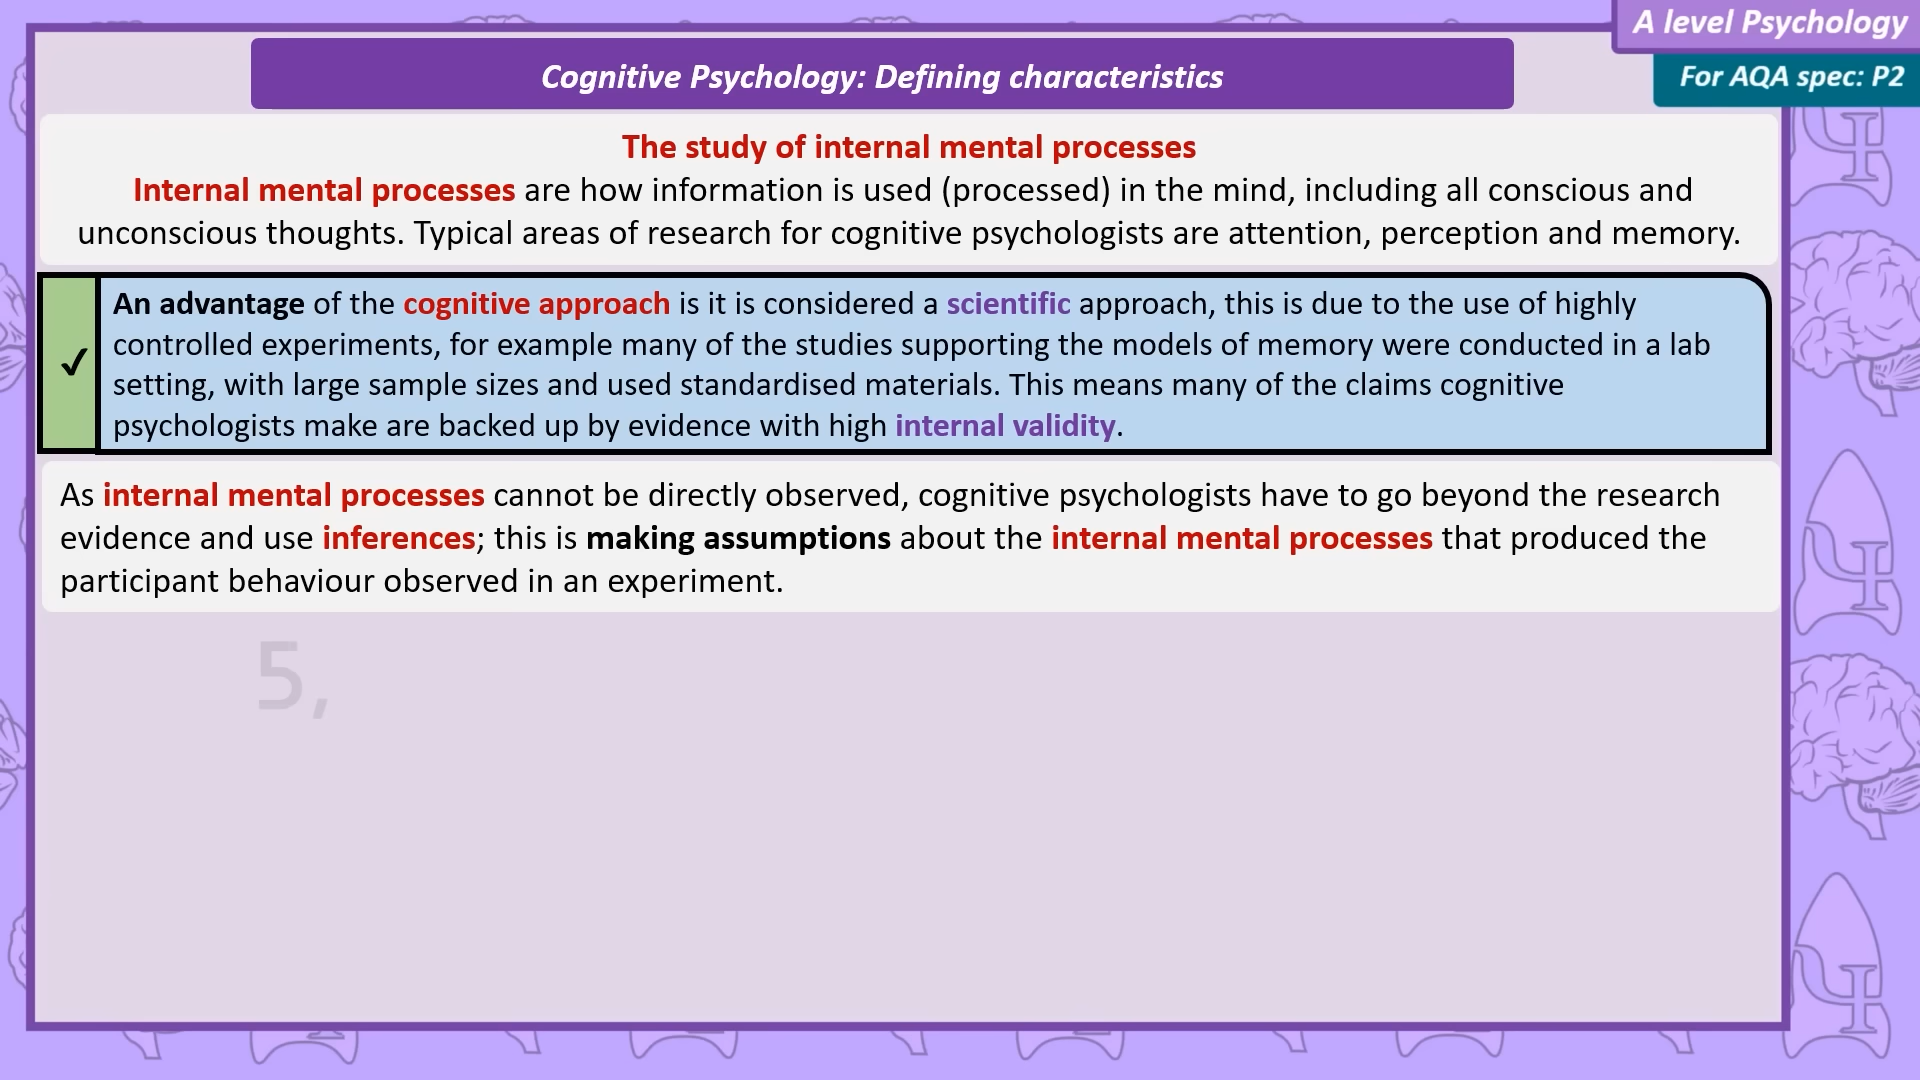 A level Psychology
For AQA spec: P2
Cognitive Psychology: Defining characteristics
The study of internal mental processes
Internal mental processes are how information is used (processed) in the mind, including all conscious and
unconscious thoughts. Typical areas of research for cognitive psychologists are attention, perception and memory.
✓
An advantage of the cognitive approach is it is considered a scientific approach, this is due to the use of highly
controlled experiments, for example many of the studies supporting the models of memory were conducted in a lab
setting, with large sample sizes and used standardised materials. This means many of the claims cognitive
psychologists make are backed up by evidence with high internal validity.
As internal mental processes cannot be directly observed, cognitive psychologists have to go beyond the research
evidence and use inferences; this is making assumptions about the internal mental processes that produced the
participant behaviour observed in an experiment.
5,